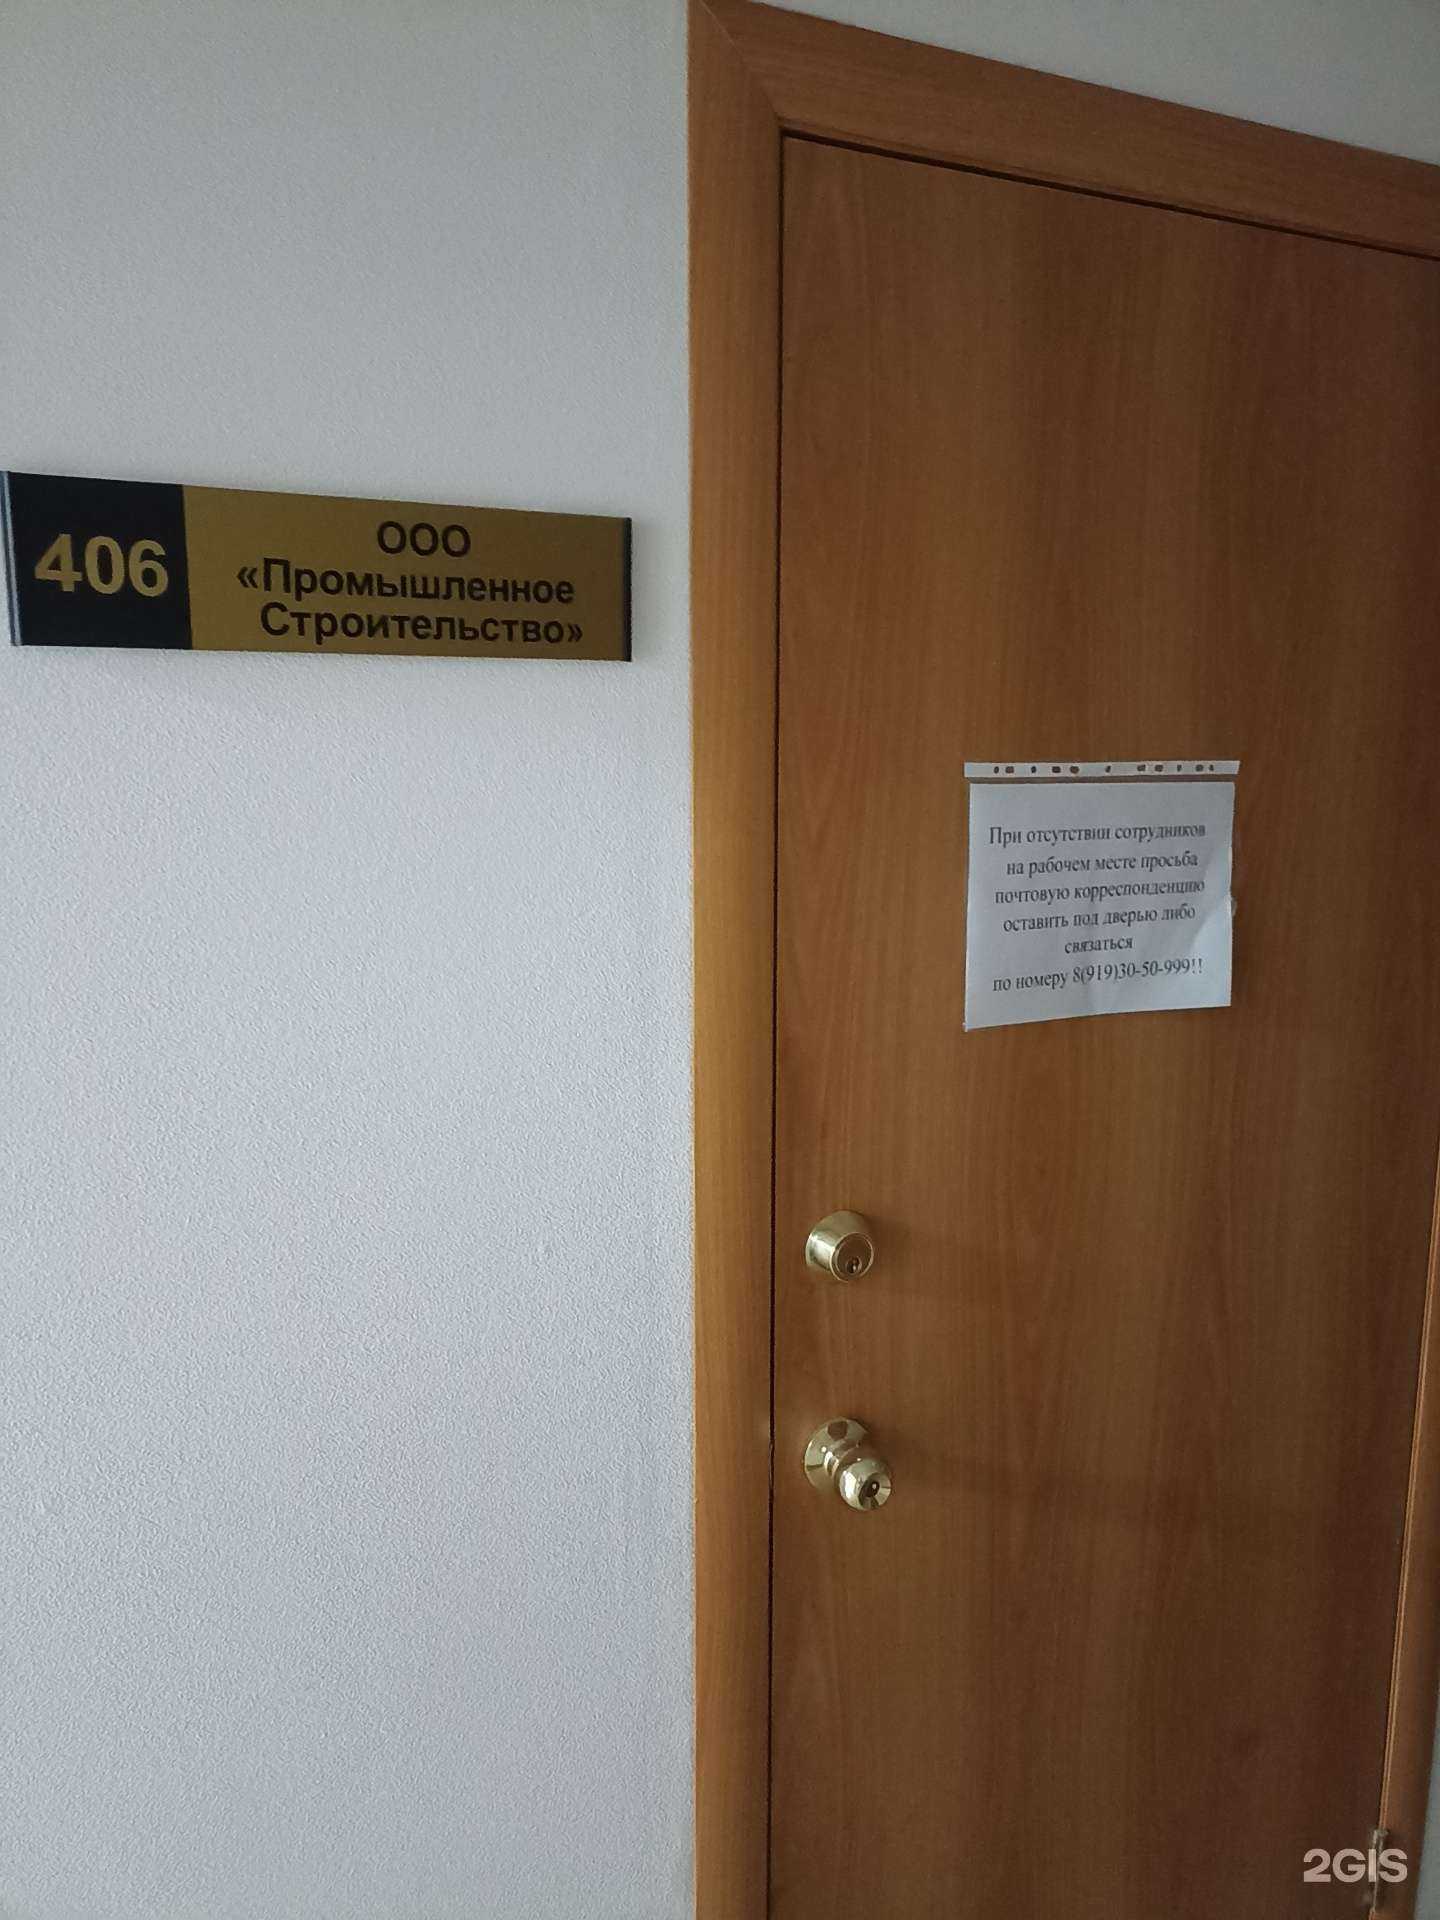 406
ООО
«Промышленное
Строительство»
При отсутствии сотрудников
на рабочем месте просьба
почтовую корреспонденцию
оставить под дверью либо
связаться
по номеру 8(919)30-50-999!!
2GIS